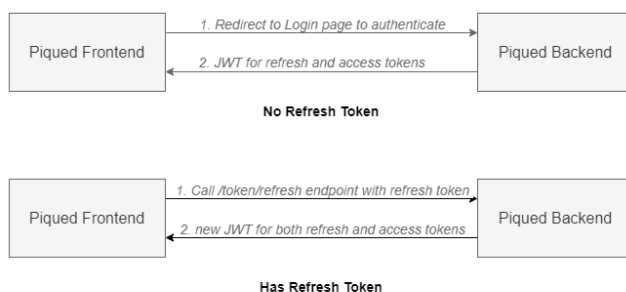 1. Redirect to Login page to authenticate
Piqued Frontend
Piqued Backend
2. JWT for refresh and access tokens
No Refresh Token
1. Call /token/refresh endpoint with refresh token
Piqued Frontend
Piqued Backend
2. new JWT for both refresh and access tokens
Has Refresh Token